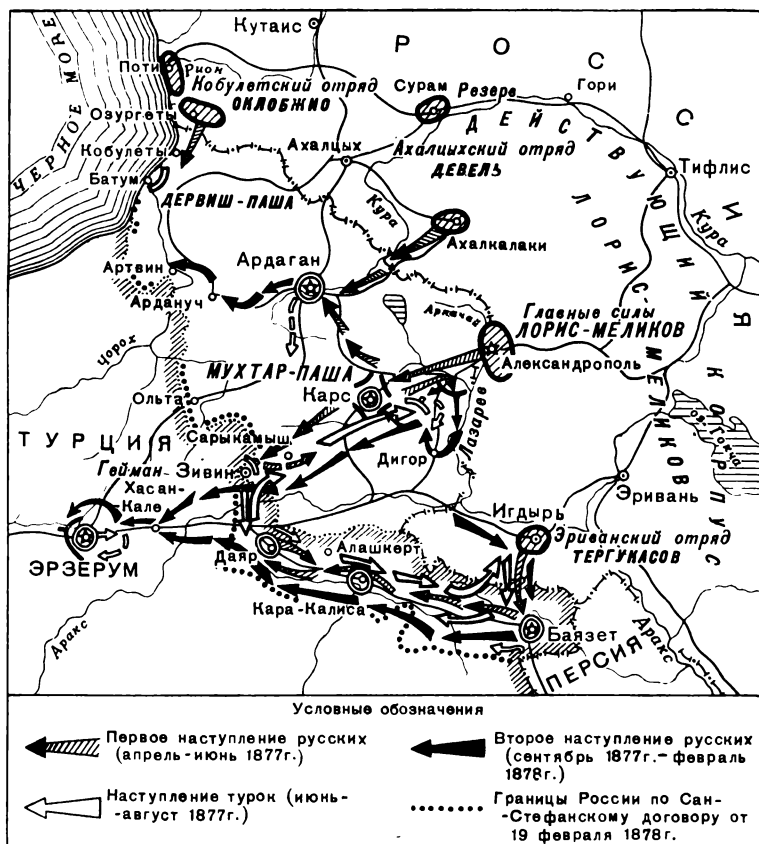 Кутаис
РОССИЯ
ЧЕРНОЕ МОРЕ
Поти
Рион
Кобулетский отряд
ОКЛОБЖИО
Сурам
Резерв
Гори
Озургеты
Кобулеты
Батум
Ахалцых
Ахалцихский отряд
ДЕВЕЛЬ
ДЕЙСТВУЮЩИЙ КОРПУС
ЛОРИС-МЕЛИКОВ
Тифлис
Кура
ДЕРВИШ-ПАША
Кура
Ахалкалаки
Артвин
Ардануч
Ардаган
Арпачай
Главные силы
ЛОРИС-МЕЛИКОВ
Александрополь
Чорох
МУХТАР-ПАША
Карс
Ольта
Лазарев
ТУРЦИЯ
Сарыкамыш
Дигор
оз. Гокча
Гейман
Зивин
Хасан-
Кале
Эривань
Игдырь
Эриванский отряд
ТЕРГУКАСОВ
ЭРЗЕРУМ
Даяр
Алашкерт
Кара-Калиса
Баязет
Аракс
ПЕРСИЯ
Аракс
Условные обозначения
Первое наступление русских
(апрель-июнь 1877г.)
Второе наступление русских
(сентябрь 1877г.-февраль
1878г.)
Наступление турок (июнь-
-август 1877г.)
Границы России по Сан-
-Стефанскому договору от
19 февраля 1878г.